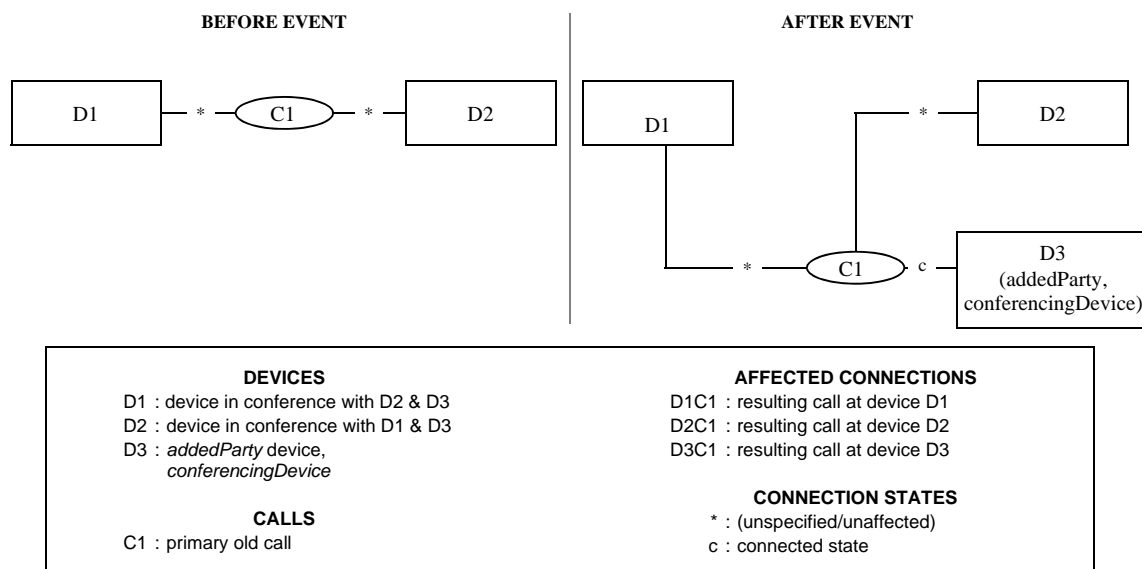 BEFORE EVENT
AFTER EVENT
D1
*
C1
*
D2
D1
*
D2
*
C1
c
D3
(addedParty,
conferencingDevice)
DEVICES
D1 : device in conference with D2 & D3
D2 : device in conference with D1 & D3
D3 : addedParty device,
conferencingDevice
CALLS
C1 : primary old call
AFFECTED CONNECTIONS
D1C1 : resulting call at device D1
D2C1 : resulting call at device D2
D3C1 : resulting call at device D3
CONNECTION STATES
* : (unspecified/unaffected)
c : connected state